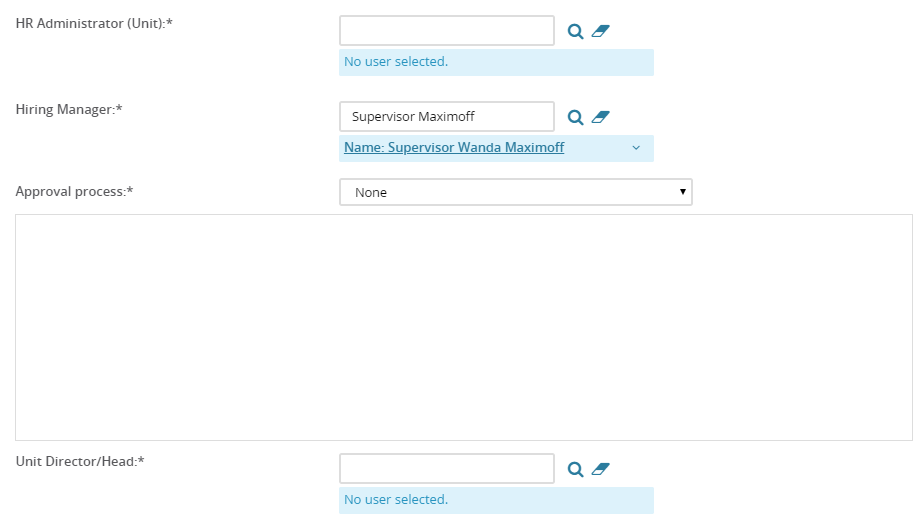 HR Administrator (Unit):*
No user selected.
Hiring Manager:*
Supervisor Maximoff
Name: Supervisor Wanda Maximoff
Approval process:*
None
Unit Director/Head:*
No user selected.